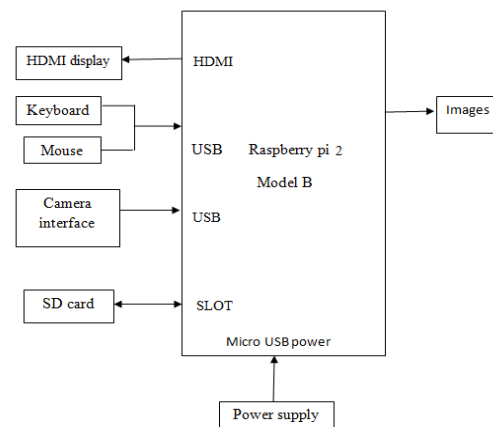 HDMI display
HDMI
Keyboard
Images
Mouse
USB
Raspberry pi 2
Model B
Camera
interface
USB
SD card
SLOT
Micro USB power
Power supply